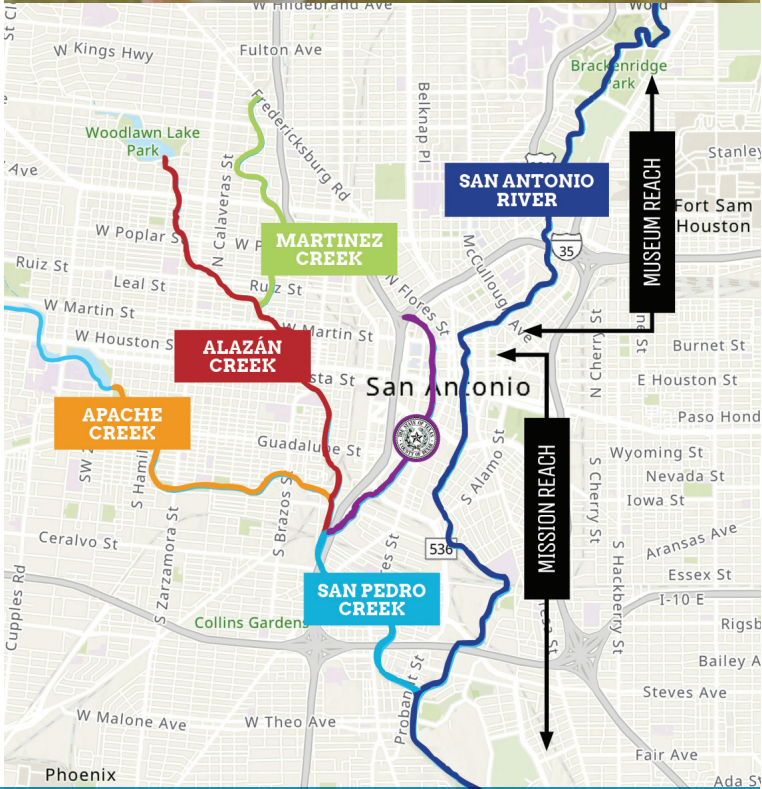 W Hildebrand Ave
W Kings Hwy
Fulton Ave
Brackenridge
Park
Belknap Pl
Fredericksburg Rd
Woodlawn Lake
Park
Ave
N Calaveras St
SAN ANTONIO
RIVER
MUSEUM REACH
Stanley
Fort Sam
Houston
W Poplar St
MARTINEZ
CREEK
35
McCullough Ave
Ruiz St
Leal St
Ruiz St
N Flores St
W Martin St
W Houston St
W Martin St
ALAZÁN
CREEK
N Cherry St
Burnet St
San Antonio
E Houston St
APACHE
CREEK
Paso Hond
Guadalupe St
S Alamo St
MISSION REACH
Wyoming St
Nevada St
Iowa St
S Cherry St
S Brazos St
S Zarzamora St
Ceralvo St
536
Aransas Ave
S Hackberry St
Essex St
I-10 E
SAN PEDRO
CREEK
Cupples Rd
Collins Gardens
Rigsb
Bailey A
Probandt St
Steves Ave
W Malone Ave
W Theo Ave
Fair Ave
Phoenix
Ada S